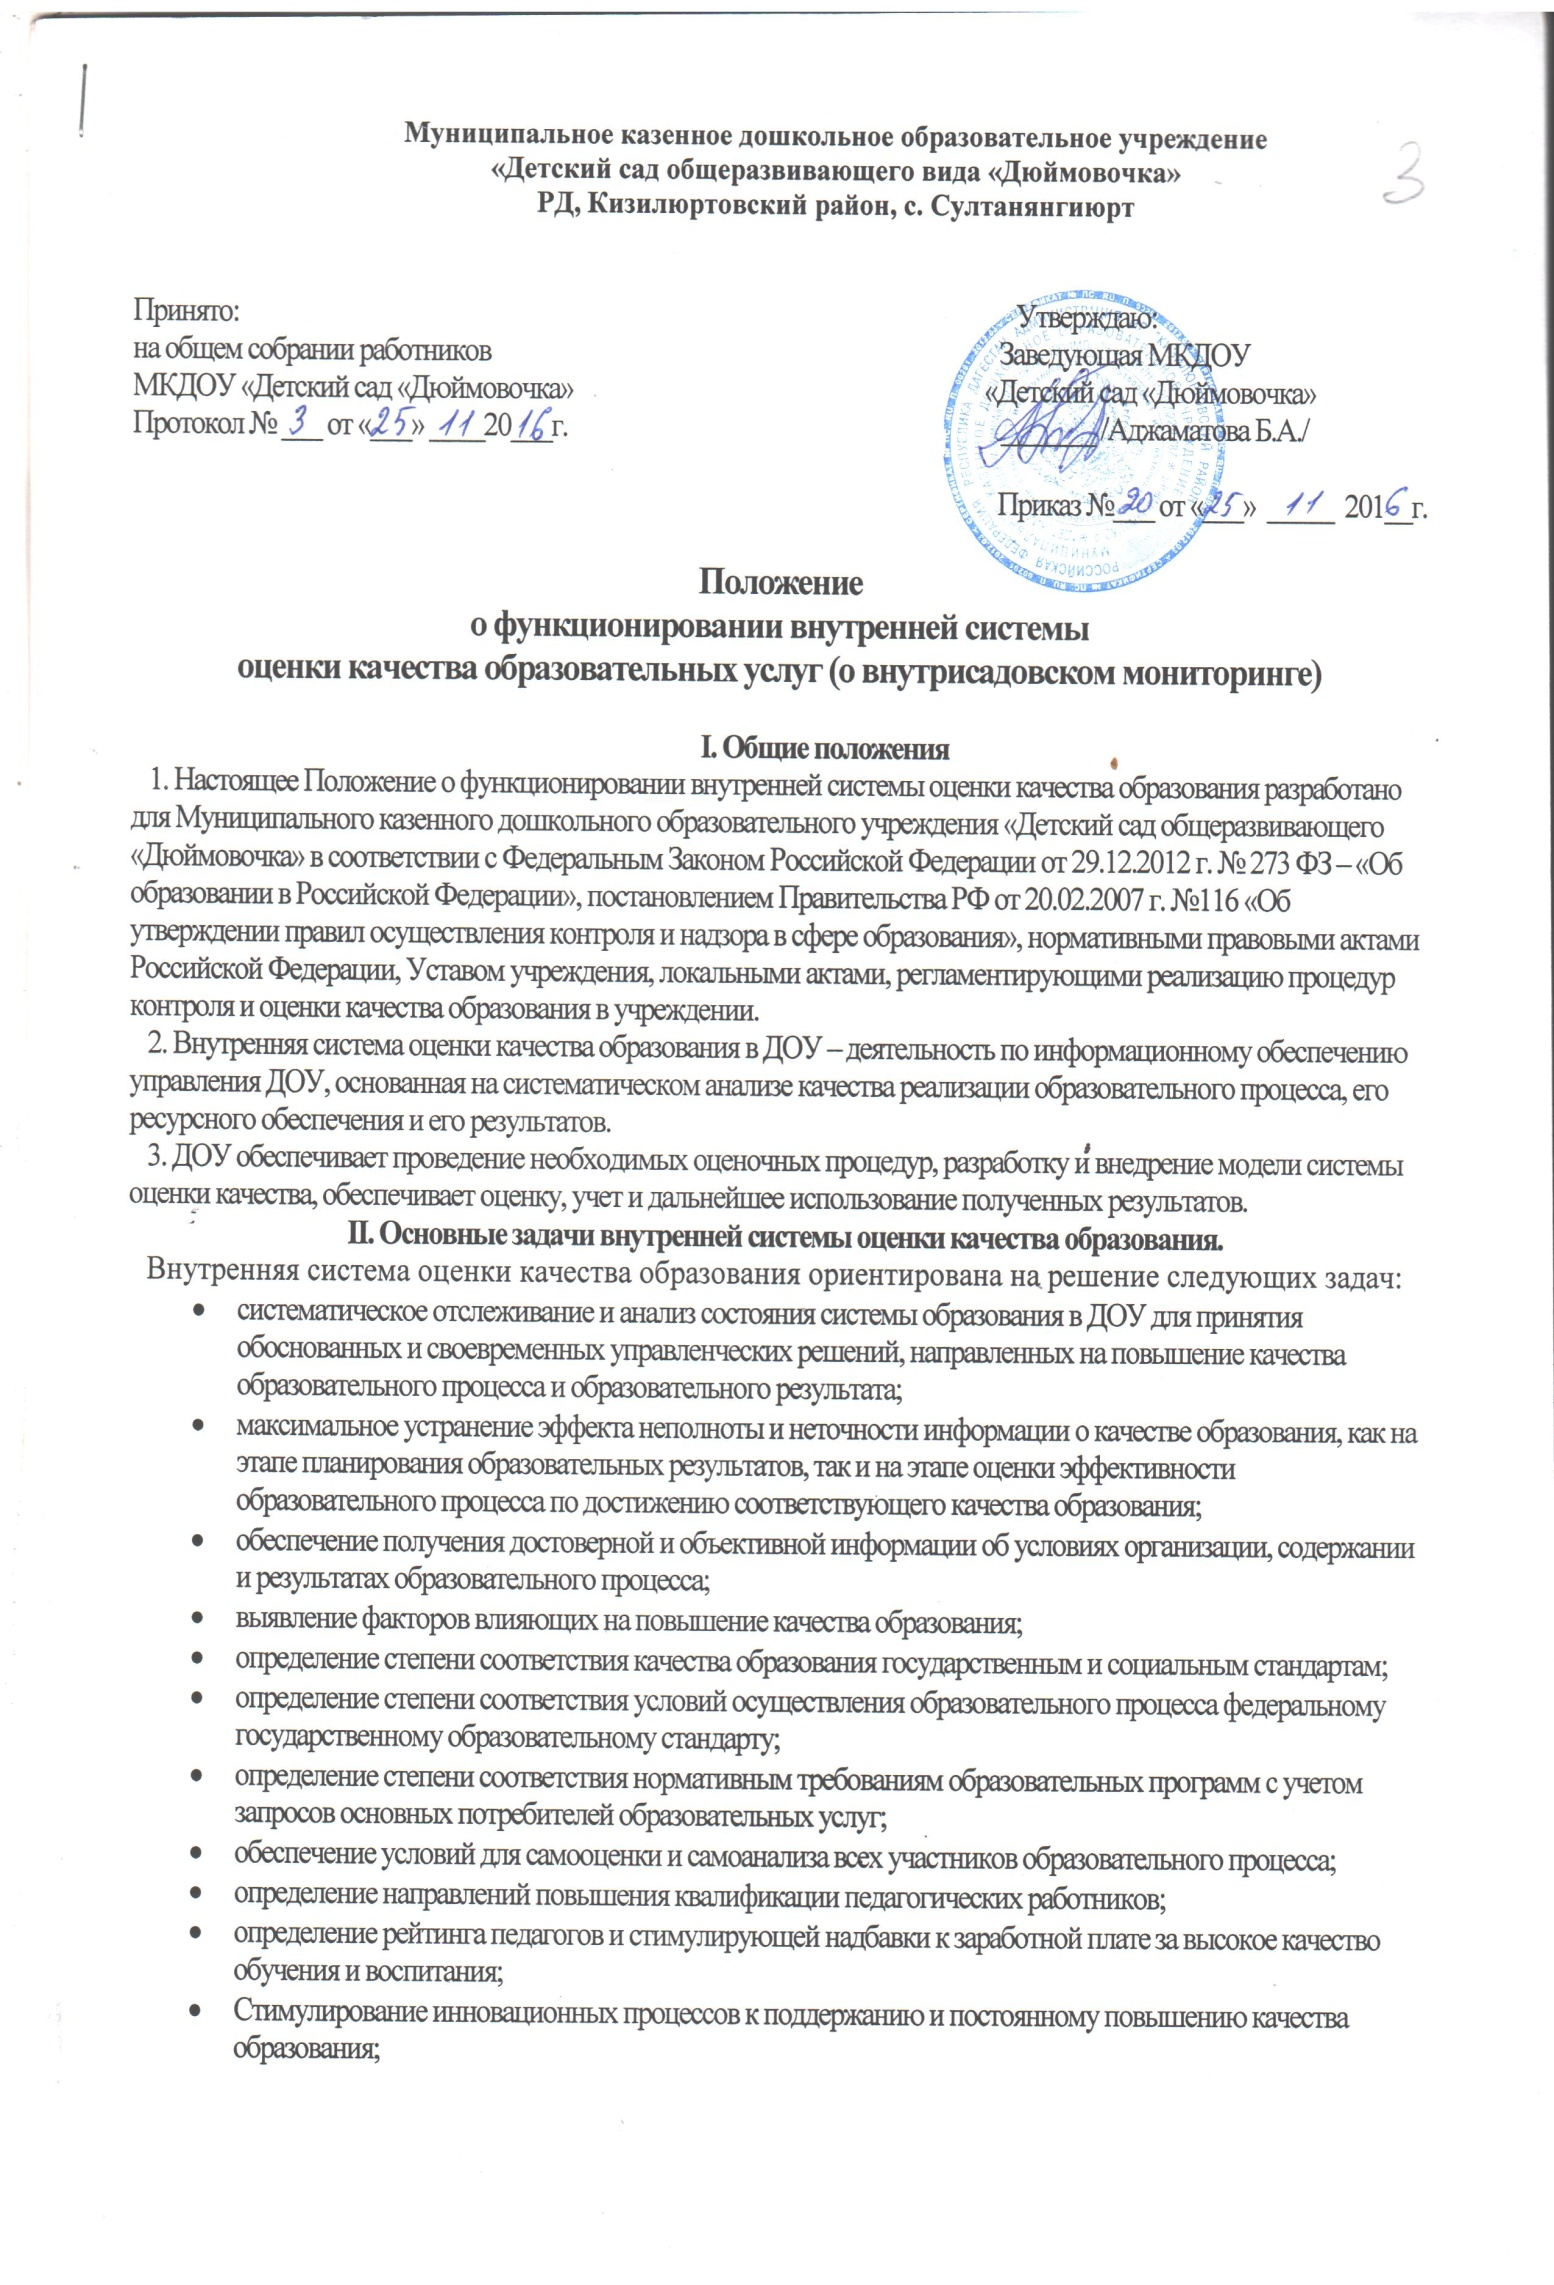 Муниципальное казенное дошкольное образовательное учреждение
«Детский сад общеразвивающего вида «Дюймовочка»
РД, Кизилюртовский район, с. Султанянгиюрт
3
Принято:
на общем собрании работников
МКДОУ «Детский сад «Дюймовочка»
Протокол № 3 от «25» 11 2016 г.
Утверждаю:
Заведующая МКДОУ
«Детский сад «Дюймовочка»
/Аджаматова Б.А./
Приказ № 20 от «25» 11 2016 г.
Положение
о функционировании внутренней системы
оценки качества образовательных услуг (о внутрисадовском мониторинге)
I. Общие положения
1. Настоящее Положение о функционировании внутренней системы оценки качества образования разработано
для Муниципального казенного дошкольного образовательного учреждения «Детский сад общеразвивающего
«Дюймовочка» в соответствии с Федеральным Законом Российской Федерации от 29.12.2012 г. № 273 ФЗ – «Об
образовании в Российской Федерации», постановлением Правительства РФ от 20.02.2007 г. №116 «Об
утверждении правил осуществления контроля и надзора в сфере образования», нормативными правовыми актами
Российской Федерации, Уставом учреждения, локальными актами, регламентирующими реализацию процедур
контроля и оценки качества образования в учреждении.
2. Внутренняя система оценки качества образования в ДОУ – деятельность по информационному обеспечению
управления ДОУ, основанная на систематическом анализе качества реализации образовательного процесса, его
ресурсного обеспечения и его результатов.
3. ДОУ обеспечивает проведение необходимых оценочных процедур, разработку и внедрение модели системы
оценки качества, обеспечивает оценку, учет и дальнейшее использование полученных результатов.
II. Основные задачи внутренней системы оценки качества образования.
Внутренняя система оценки качества образования ориентирована на решение следующих задач:
• систематическое отслеживание и анализ состояния системы образования в ДОУ для принятия
обоснованных и своевременных управленческих решений, направленных на повышение качества
образовательного процесса и образовательного результата;
• максимальное устранение эффекта неполноты и неточности информации о качестве образования, как на
этапе планирования образовательных результатов, так и на этапе оценки эффективности
образовательного процесса по достижению соответствующего качества образования;
• обеспечение получения достоверной и объективной информации об условиях организации, содержании
и результатах образовательного процесса;
• выявление факторов влияющих на повышение качества образования;
• определение степени соответствия качества образования государственным и социальным стандартам;
• определение степени соответствия условий осуществления образовательного процесса федеральному
государственному образовательному стандарту;
• определение степени соответствия нормативным требованиям образовательных программ с учетом
запросов основных потребителей образовательных услуг;
• обеспечение условий для самооценки и самоанализа всех участников образовательного процесса;
• определение направлений повышения квалификации педагогических работников;
• определение рейтинга педагогов и стимулирующей надбавки к заработной плате за высокое качество
обучения и воспитания;
• Стимулирование инновационных процессов к поддержанию и постоянному повышению качества
образования;